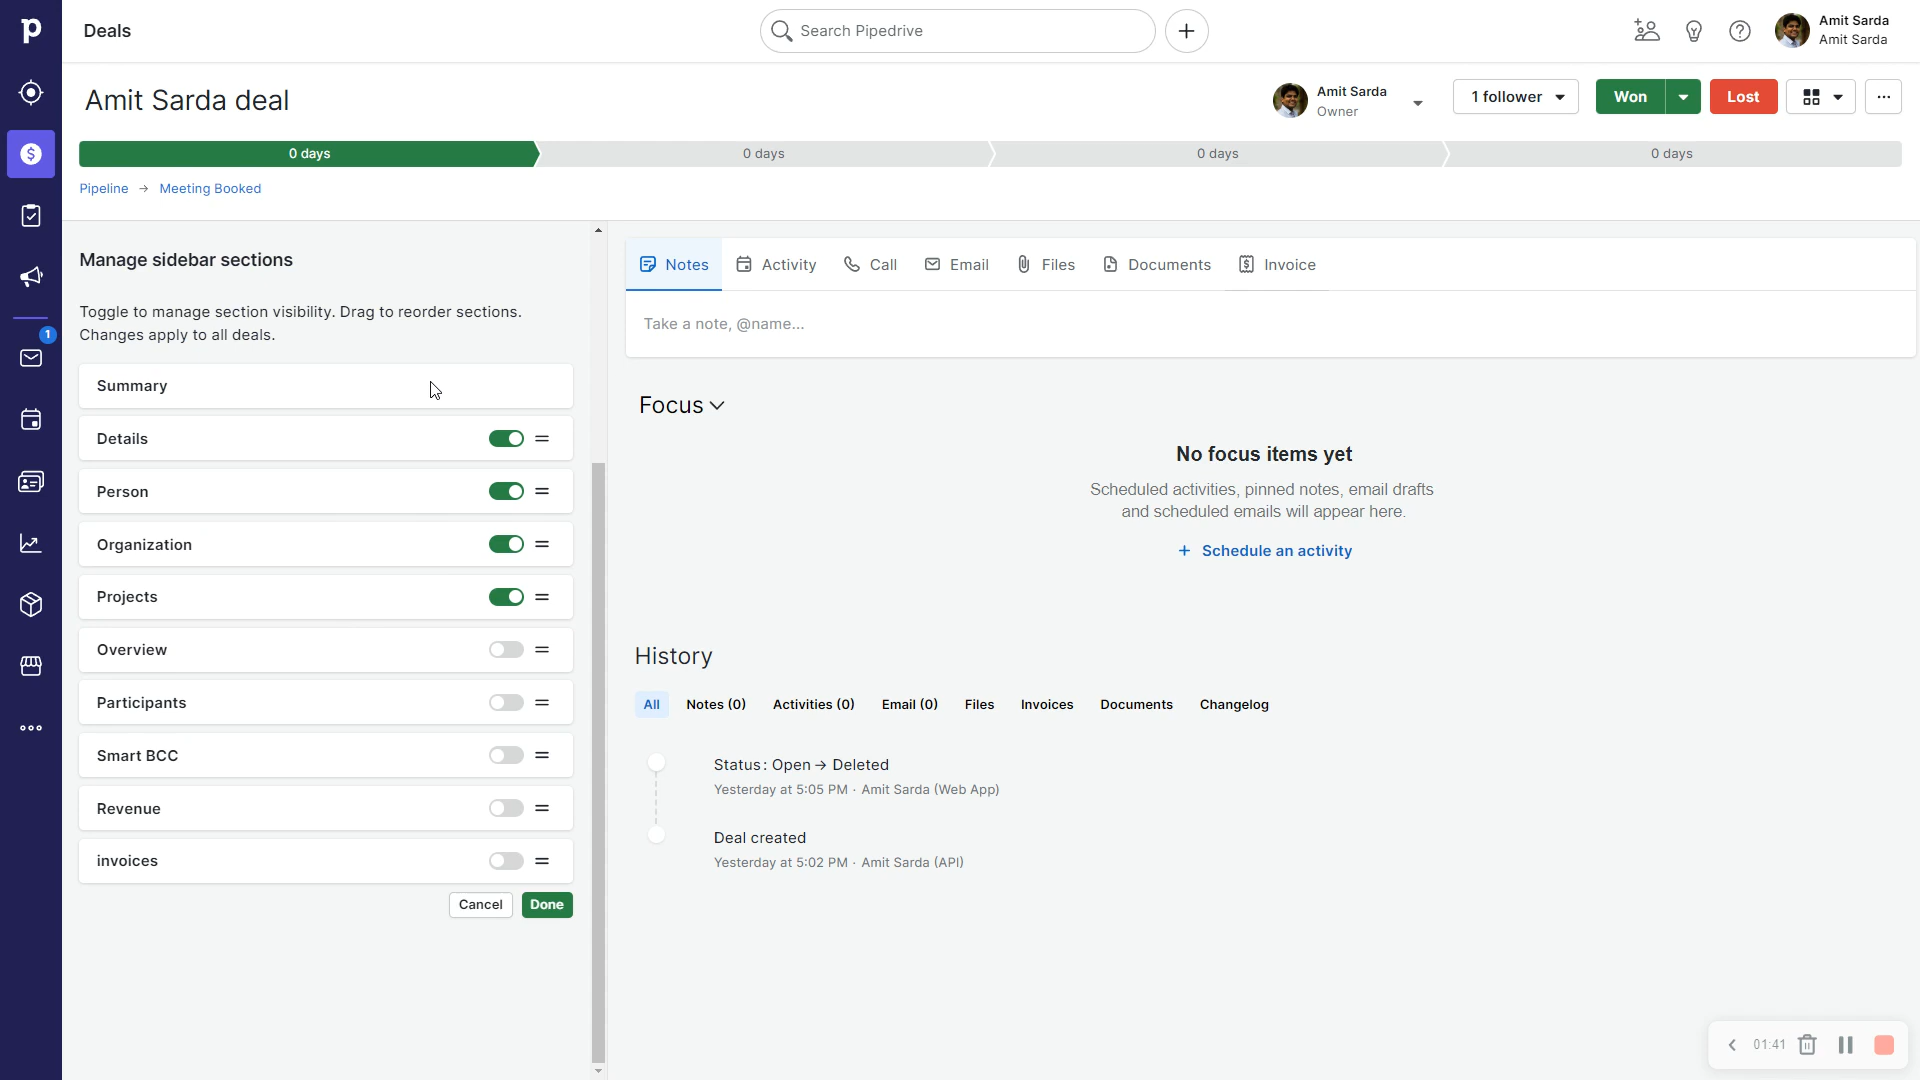 Deals
Search Pipedrive
Amit Sarda
Amit Sarda
Amit Sarda deal
Amit Sarda
Owner
1 follower
Won
Lost
0 days
0 days
0 days
0 days
Pipeline → Meeting Booked
1
Manage sidebar sections
Toggle to manage section visibility. Drag to reorder sections.
Changes apply to all deals.
Summary
Details
Person
Organization
Projects
Overview
Participants
Smart BCC
Revenue
invoices
Cancel
Done
Notes
Activity
Call
Email
Files
Documents
Invoice
Take a note, @name...
Focus
No focus items yet
Scheduled activities, pinned notes, email drafts
and scheduled emails will appear here.
+ Schedule an activity
History
All
Notes (0)
Activities (0)
Email (0)
Files
Invoices
Documents
Changelog
Status: Open → Deleted
Yesterday at 5:05 PM · Amit Sarda (Web App)
Deal created
Yesterday at 5:02 PM · Amit Sarda (API)
01:41